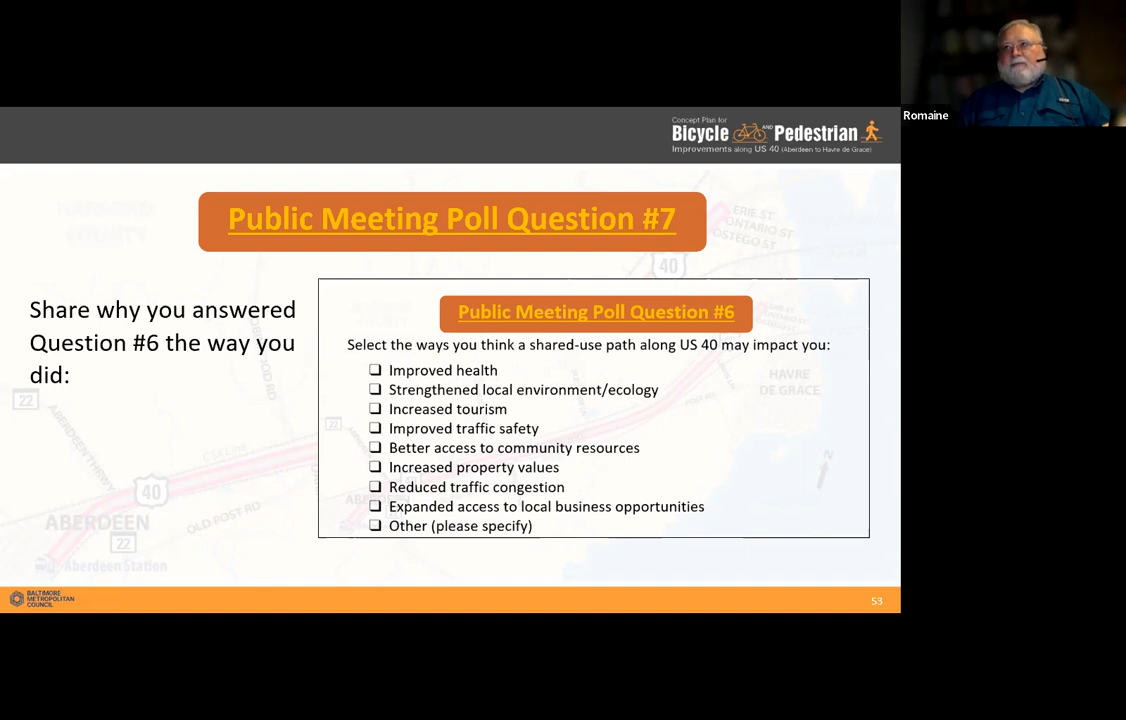 Romaine
Concept Plan for
Bicycle AND Pedestrian
Improvements along US 40 (Aberdeen to Havre de Grace)
Public Meeting Poll Question #7
ERIE ST
ONTARIO ST
OSTEGO ST
40
Share why you answered
Question #6 the way you
did:
Public Meeting Poll Question #6
Select the ways you think a shared-use path along US 40 may impact you:
❑ Improved health
❑ Strengthened local environment/ecology
❑ Increased tourism
❑ Improved traffic safety
❑ Better access to community resources
❑ Increased property values
❑ Reduced traffic congestion
❑ Expanded access to local business opportunities
❑ Other (please specify)
HAVRE
DE GRACE
POST RD
N
22
22
40
OLD POST RD
ABERDEEN
22
Aberdeen Station
BALTIMORE
METROPOLITAN
COUNCIL
53